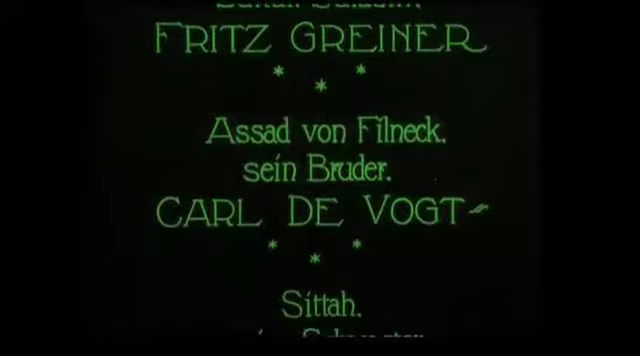 FRITZ GREINER
* * *
Assad von Filneck.
sein Bruder.
CARL DE VOGT
* * *
Sittah.